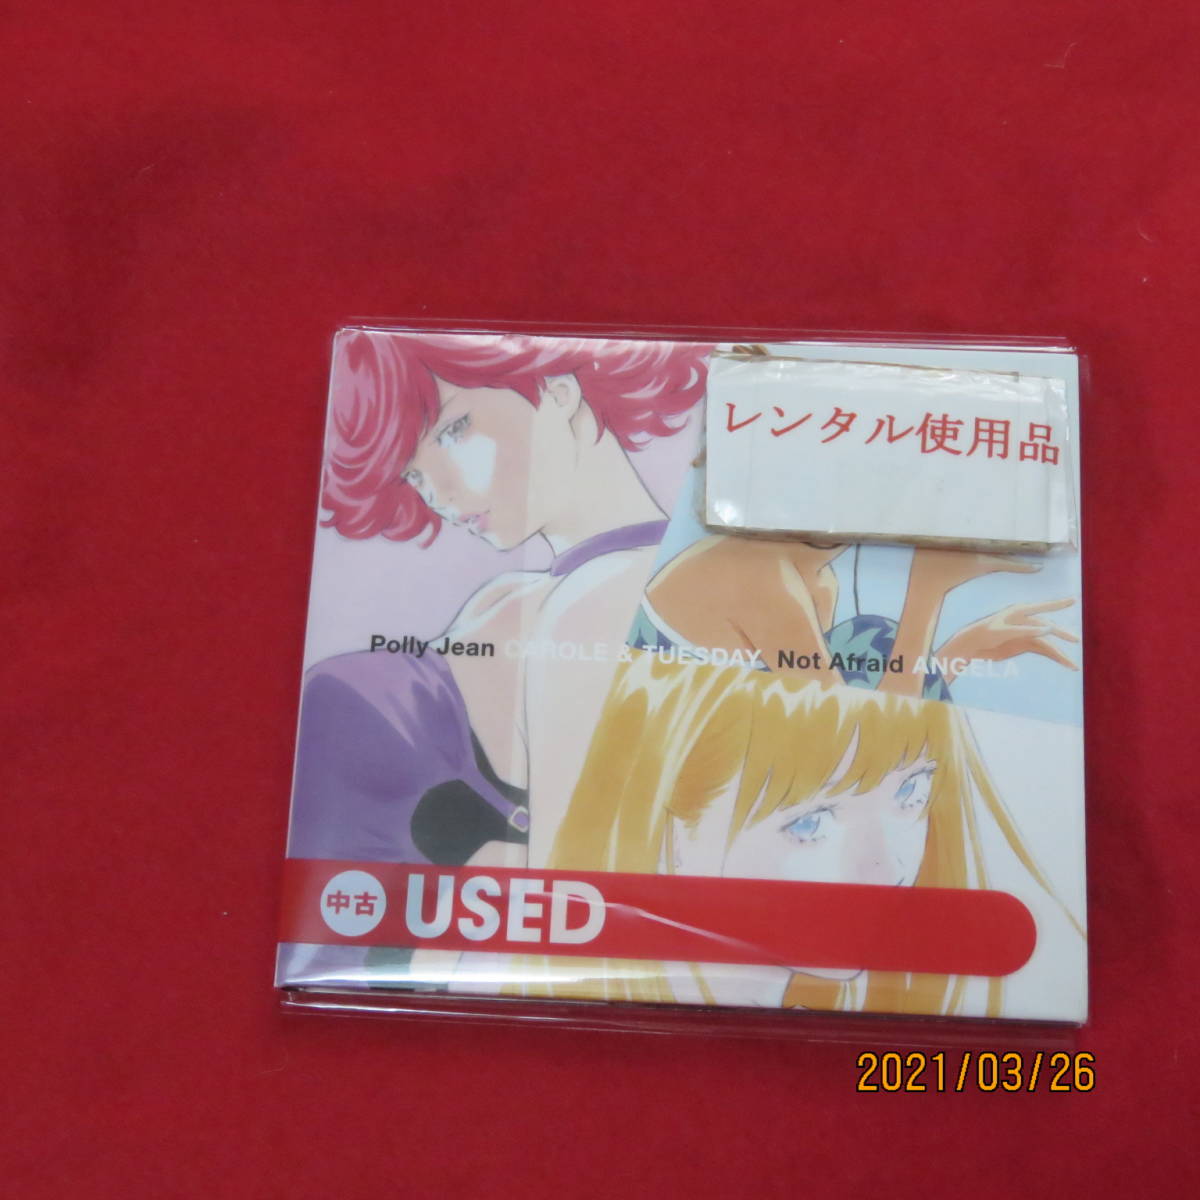 レンタル使用品
Polly Jean CAROLE & TUESDAY Not Afraid ANGELA
中古 USED
2021/03/26